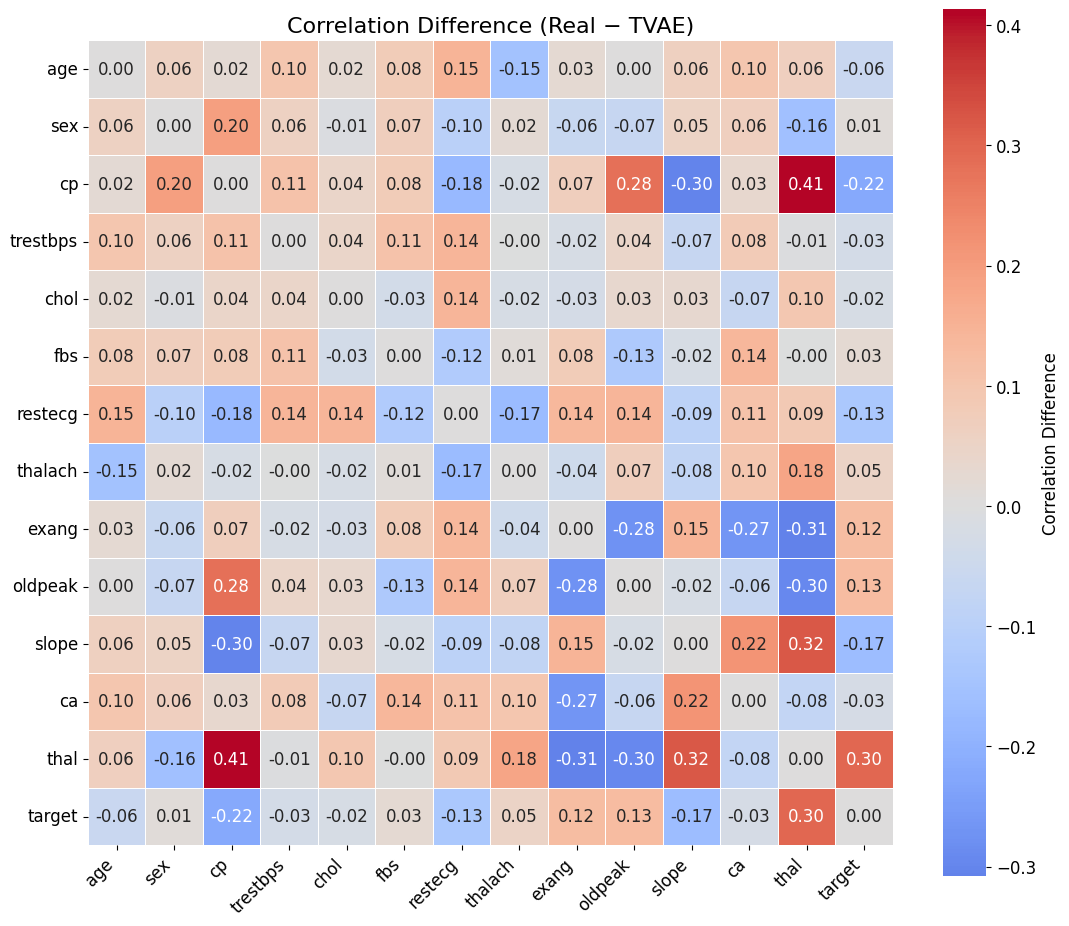 Correlation Difference (Real − TVAE)
age 0.00 0.06 0.02 0.10 0.02 0.08 0.15 -0.15 0.03 0.00 0.06 0.10 0.06 -0.06
sex 0.06 0.00 0.20 0.06 -0.01 0.07 -0.10 0.02 -0.06 -0.07 0.05 0.06 -0.16 0.01
cp 0.02 0.20 0.00 0.11 0.04 0.08 -0.18 -0.02 0.07 0.28 -0.30 0.03 0.41 -0.22
trestbps 0.10 0.06 0.11 0.00 0.04 0.11 0.14 -0.00 -0.02 0.04 -0.07 0.08 -0.01 -0.03
chol 0.02 -0.01 0.04 0.04 0.00 -0.03 0.14 -0.02 -0.03 0.03 0.03 -0.07 0.10 -0.02
fbs 0.08 0.07 0.08 0.11 -0.03 0.00 -0.12 0.01 0.08 -0.13 -0.02 0.14 -0.00 0.03
restecg 0.15 -0.10 -0.18 0.14 0.14 -0.12 0.00 -0.17 0.14 0.14 -0.09 0.11 0.09 -0.13
thalach -0.15 0.02 -0.02 -0.00 -0.02 0.01 -0.17 0.00 -0.04 0.07 -0.08 0.10 0.18 0.05
exang 0.03 -0.06 0.07 -0.02 -0.03 0.08 0.14 -0.04 0.00 -0.28 0.15 -0.27 -0.31 0.12
oldpeak 0.00 -0.07 0.28 0.04 0.03 -0.13 0.14 0.07 -0.28 0.00 -0.02 -0.06 -0.30 0.13
slope 0.06 0.05 -0.30 -0.07 0.03 -0.02 -0.09 -0.08 0.15 -0.02 0.00 0.22 0.32 -0.17
ca 0.10 0.06 0.03 0.08 -0.07 0.14 0.11 0.10 -0.27 -0.06 0.22 0.00 -0.08 -0.03
thal 0.06 -0.16 0.41 -0.01 0.10 -0.00 0.09 0.18 -0.31 -0.30 0.32 -0.08 0.00 0.30
target -0.06 0.01 -0.22 -0.03 -0.02 0.03 -0.13 0.05 0.12 0.13 -0.17 -0.03 0.30 0.00
age sex cp trestbps chol fbs restecg thalach exang oldpeak slope ca thal target
0.4
0.3
0.2
0.1
0.0
−0.1
−0.2
−0.3
Correlation Difference